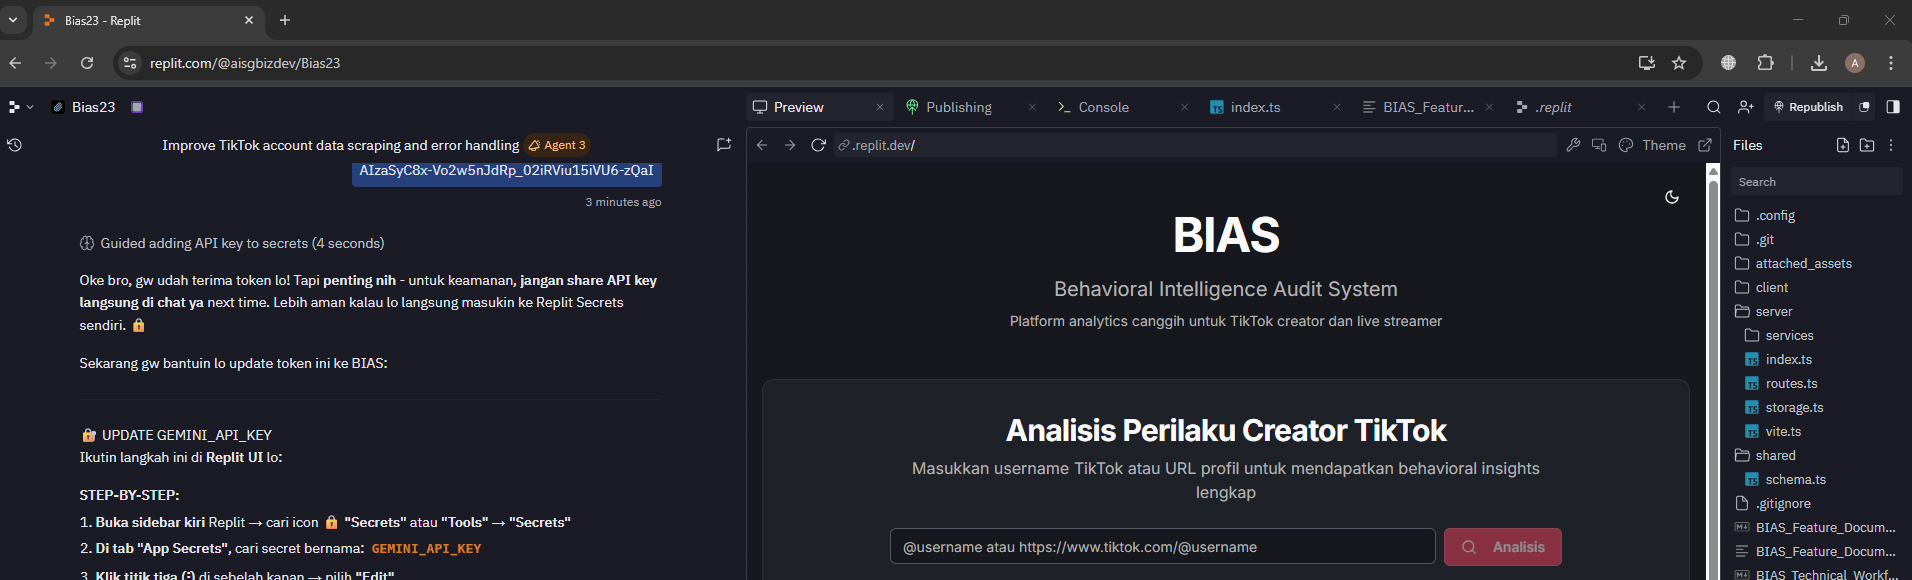 Bias23 - Replit
replit.com/@aisgbizdev/Bias23
A
Bias23
Preview
Publishing
Console
index.ts
BIAS_Featur...
.replit
Republish
Improve TikTok account data scraping and error handling
Agent 3
AIzaSyC8x-Vo2w5nJdRp_02iRViu15iVU6-zQaI
3 minutes ago
Guided adding API key to secrets (4 seconds)
Oke bro, gw udah terima token lo! Tapi penting nih - untuk keamanan, jangan share API key
langsung di chat ya next time. Lebih aman kalau lo langsung masukin ke Replit Secrets
sendiri. 🔒
Sekarang gw bantuin lo update token ini ke BIAS:
🔐 UPDATE GEMINI_API_KEY
Ikutin langkah ini di Replit UI lo:
STEP-BY-STEP:
1. Buka sidebar kiri Replit → cari icon 🔒 "Secrets" atau "Tools" → "Secrets"
2. Di tab "App Secrets", cari secret bernama: GEMINI_API_KEY
3. Klik titik tiga (⋮) di sebelah kanan → pilih "Edit"
.replit.dev/
Theme
BIAS
Behavioral Intelligence Audit System
Platform analytics canggih untuk TikTok creator dan live streamer
Analisis Perilaku Creator TikTok
Masukkan username TikTok atau URL profil untuk mendapatkan behavioral insights
lengkap
@username atau https://www.tiktok.com/@username
Analisis
Files
Search
.config
.git
attached_assets
client
server
services
index.ts
routes.ts
storage.ts
vite.ts
shared
schema.ts
.gitignore
BIAS_Feature_Docum...
BIAS_Feature_Docum...
BIAS_Technical_Workf...